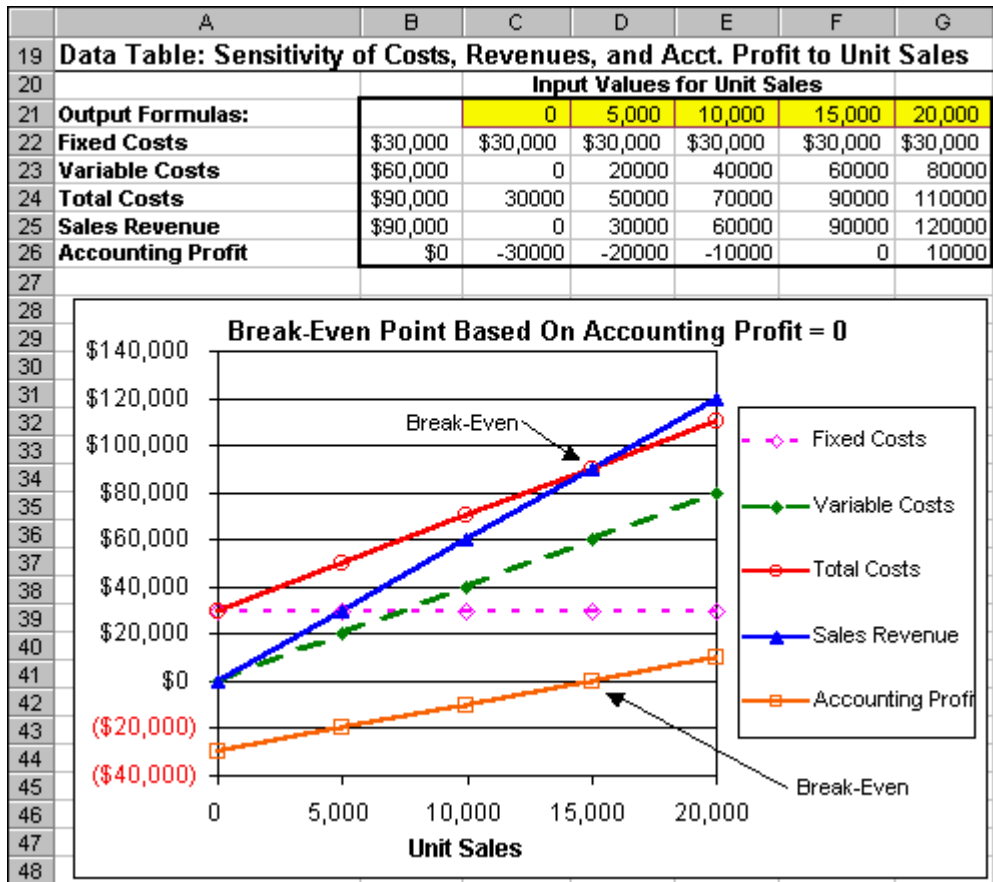 A B C D E F G
19 Data Table: Sensitivity of Costs, Revenues, and Acct. Profit to Unit Sales
20 Input Values for Unit Sales
21 Output Formulas: 0 5,000 10,000 15,000 20,000
22 Fixed Costs $30,000 $30,000 $30,000 $30,000 $30,000 $30,000
23 Variable Costs $60,000 0 20000 40000 60000 80000
24 Total Costs $90,000 30000 50000 70000 90000 110000
25 Sales Revenue $90,000 0 30000 60000 90000 120000
26 Accounting Profit $0 -30000 -20000 -10000 0 10000
27
28
29
30
31
32
33
34
35
36
37
38
39
40
41
42
43
44
45
46
47
48
Break-Even Point Based On Accounting Profit = 0
$140,000
$120,000
$100,000
$80,000
$60,000
$40,000
$20,000
$0
($20,000)
($40,000)
Break-Even
Break-Even
0 5,000 10,000 15,000 20,000
Unit Sales
Fixed Costs
Variable Costs
Total Costs
Sales Revenue
Accounting Profi